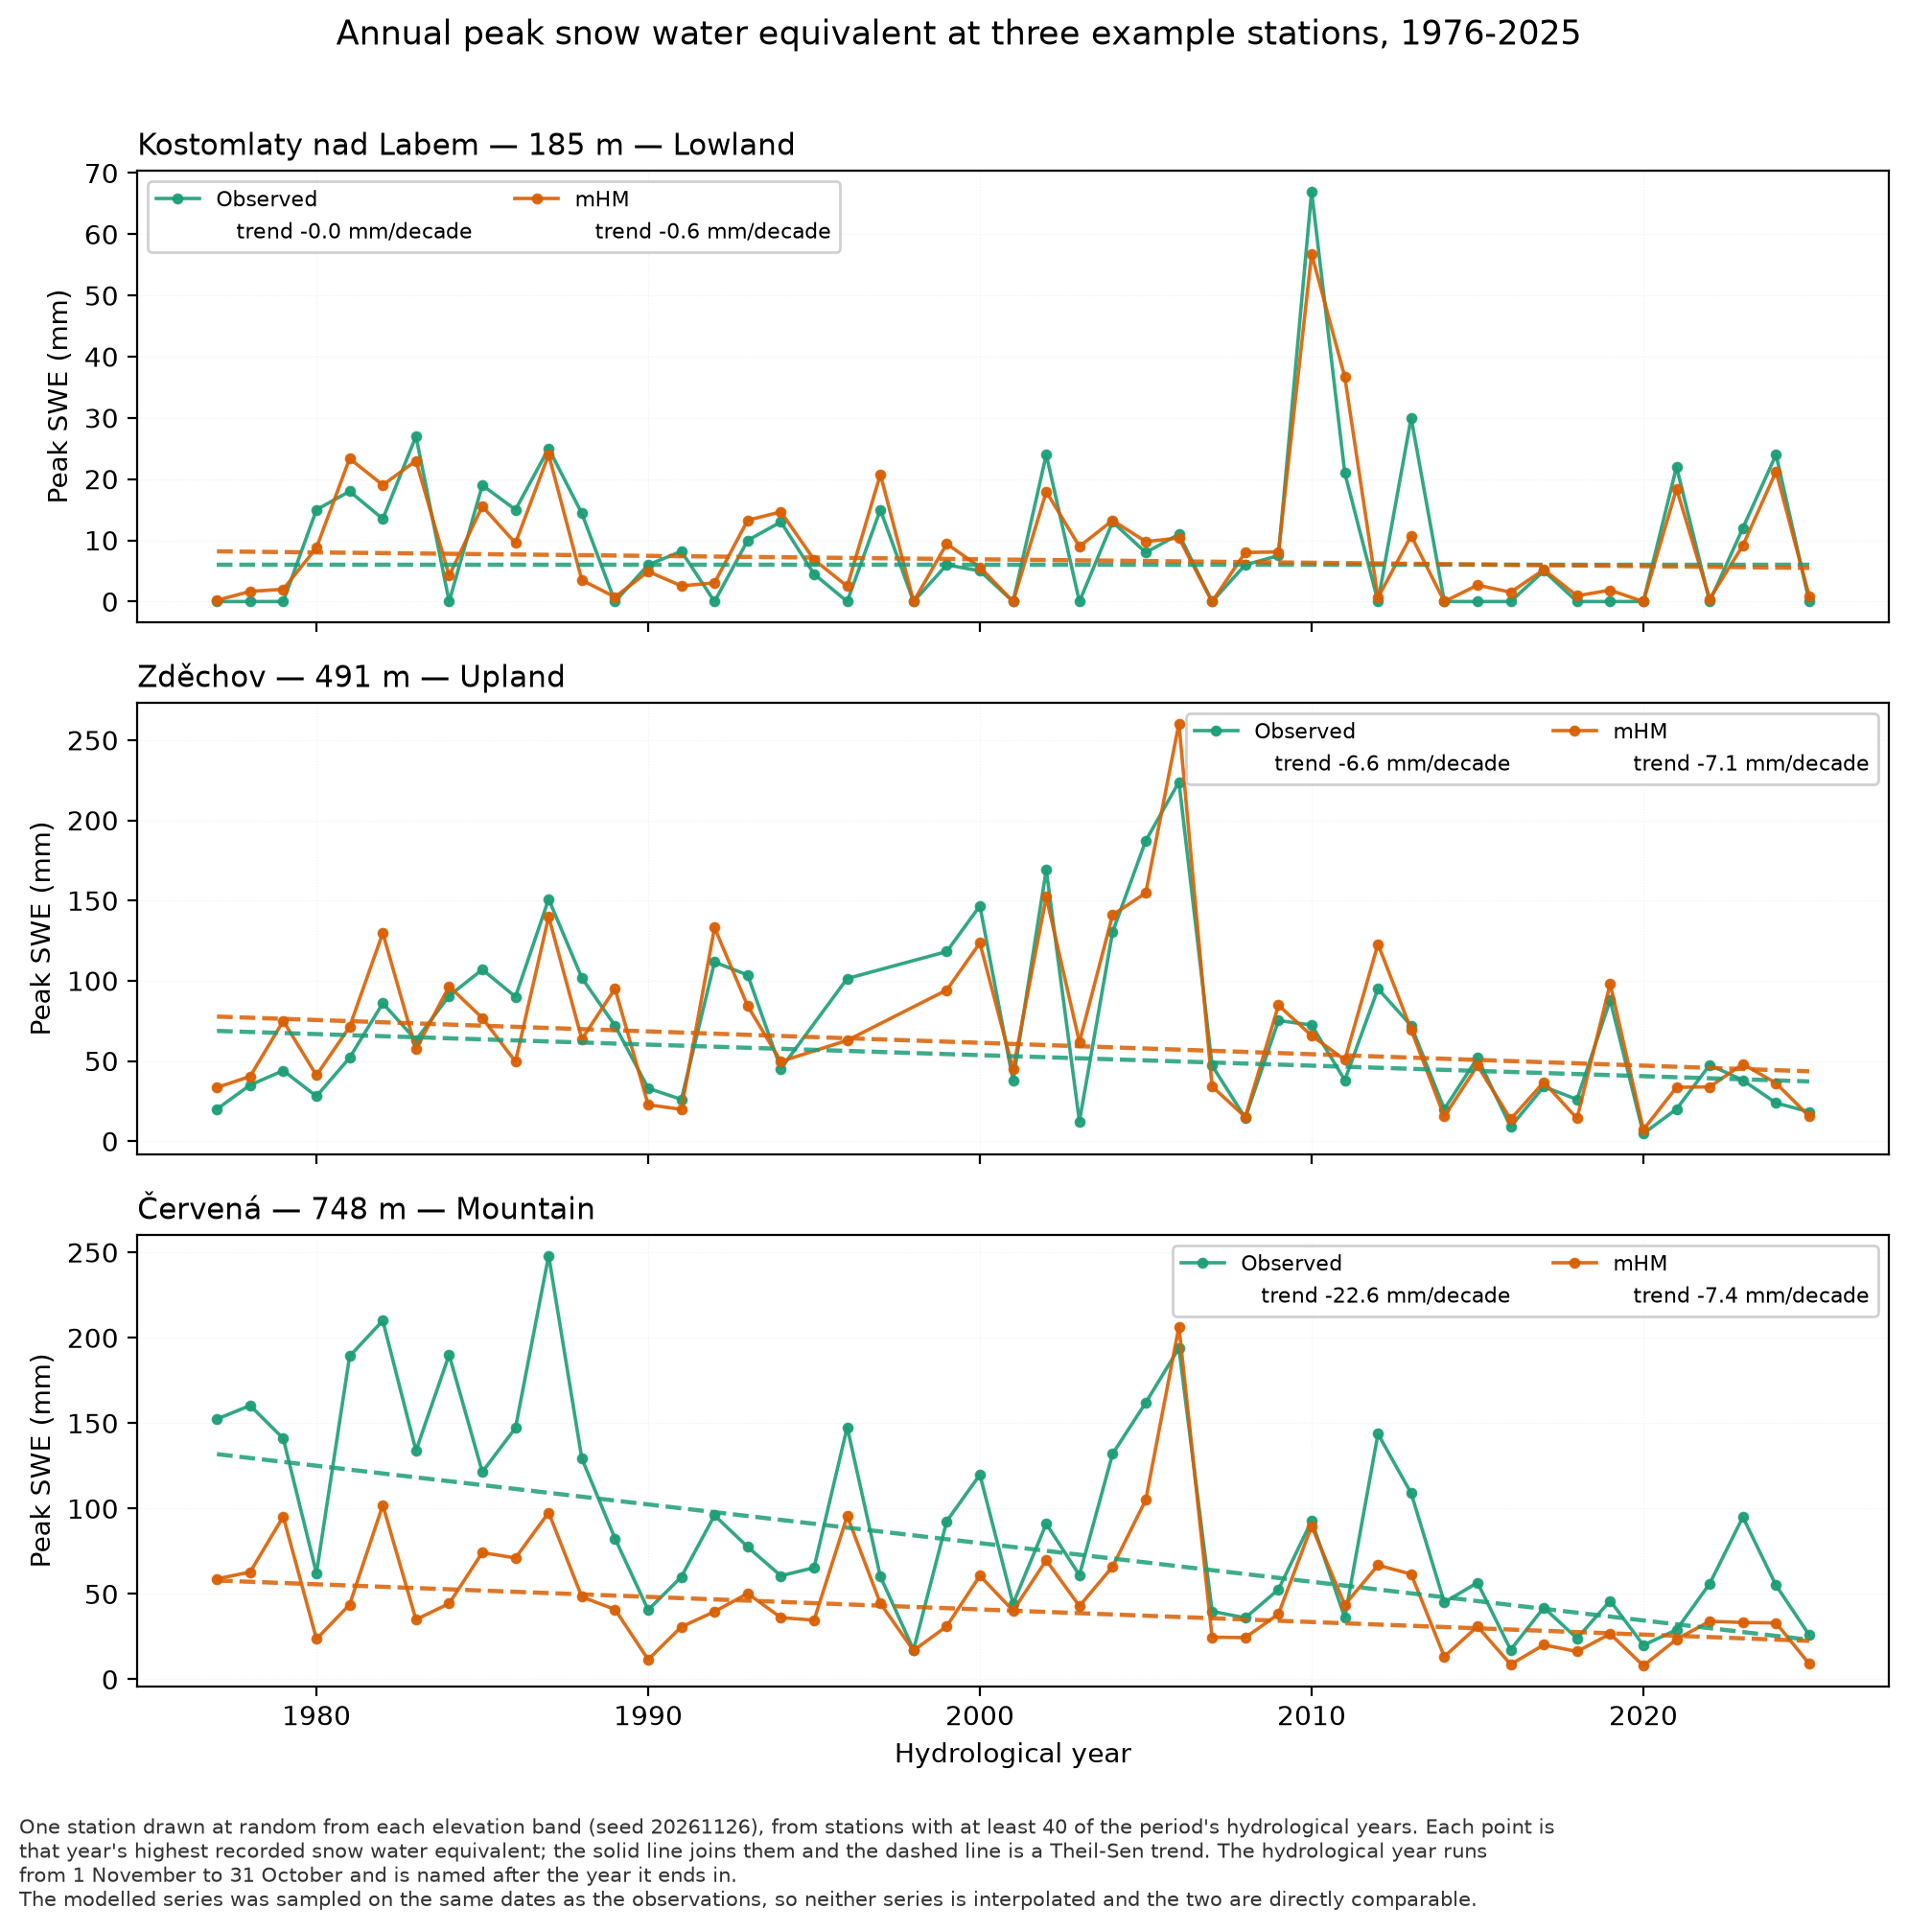 Annual peak snow water equivalent at three example stations, 1976-2025
Kostomlaty nad Labem — 185 m — Lowland
Peak SWE (mm)
70
60
50
40
30
20
10
0
Observed mHM
trend -0.0 mm/decade trend -0.6 mm/decade
Zděchov — 491 m — Upland
Peak SWE (mm)
250
200
150
100
50
0
Observed mHM
trend -6.6 mm/decade trend -7.1 mm/decade
Červená — 748 m — Mountain
Peak SWE (mm)
250
200
150
100
50
0
Observed mHM
trend -22.6 mm/decade trend -7.4 mm/decade
1980 1990 2000 2010 2020
Hydrological year
One station drawn at random from each elevation band (seed 20261126), from stations with at least 40 of the period's hydrological years. Each point is
that year's highest recorded snow water equivalent; the solid line joins them and the dashed line is a Theil-Sen trend. The hydrological year runs
from 1 November to 31 October and is named after the year it ends in.
The modelled series was sampled on the same dates as the observations, so neither series is interpolated and the two are directly comparable.